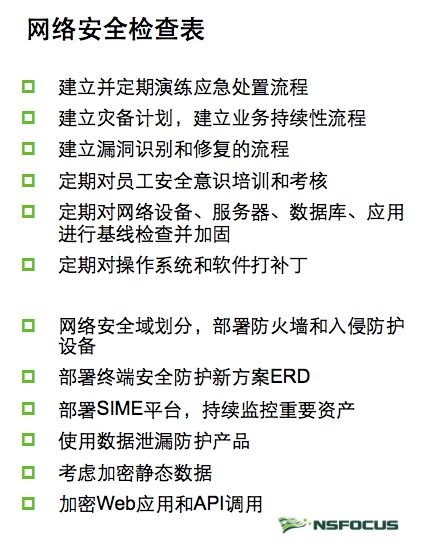 网络安全检查表
建立并定期演练应急处置流程
建立灾备计划，建立业务持续性流程
建立漏洞识别和修复的流程
定期对员工安全意识培训和考核
定期对网络设备、服务器、数据库、应用
进行基线检查并加固
定期对操作系统和软件打补丁
网络安全域划分，部署防火墙和入侵防护
设备
部署终端安全防护新方案ERD
部署SIME平台，持续监控重要资产
使用数据泄漏防护产品
考虑加密静态数据
加密Web应用和API调用
NSFOCUS